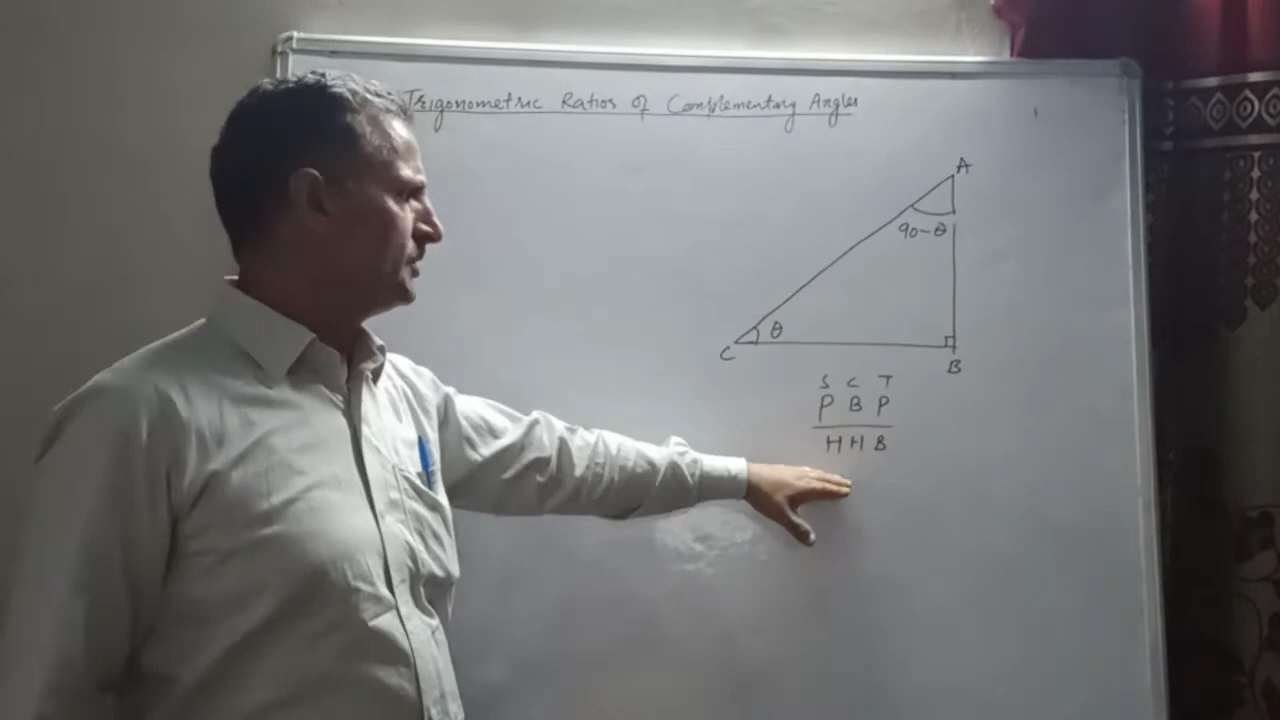 Trigonometric Ratios of Complementary Angles
A
90-θ
θ
C
B
S C T
P B P
H H B